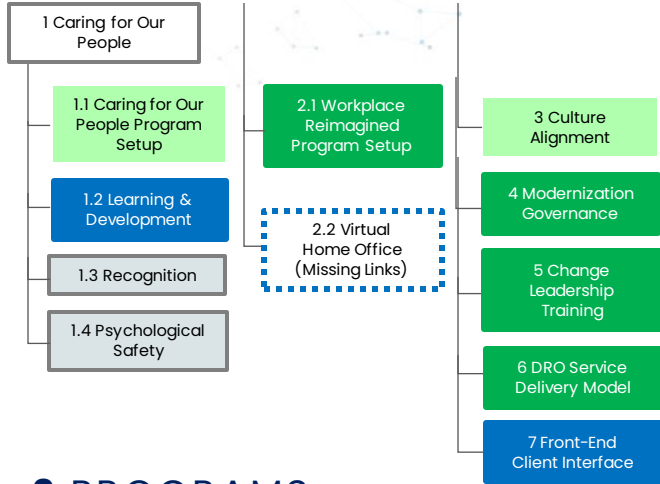 1 Caring for Our
People
1.1 Caring for Our
People Program
Setup
1.2 Learning &
Development
1.3 Recognition
1.4 Psychological
Safety
2.1 Workplace
Reimagined
Program Setup
2.2 Virtual
Home Office
(Missing Links)
3 Culture
Alignment
4 Modernization
Governance
5 Change
Leadership
Training
6 DRO Service
Delivery Model
7 Front-End
Client Interface
PROGRAMS